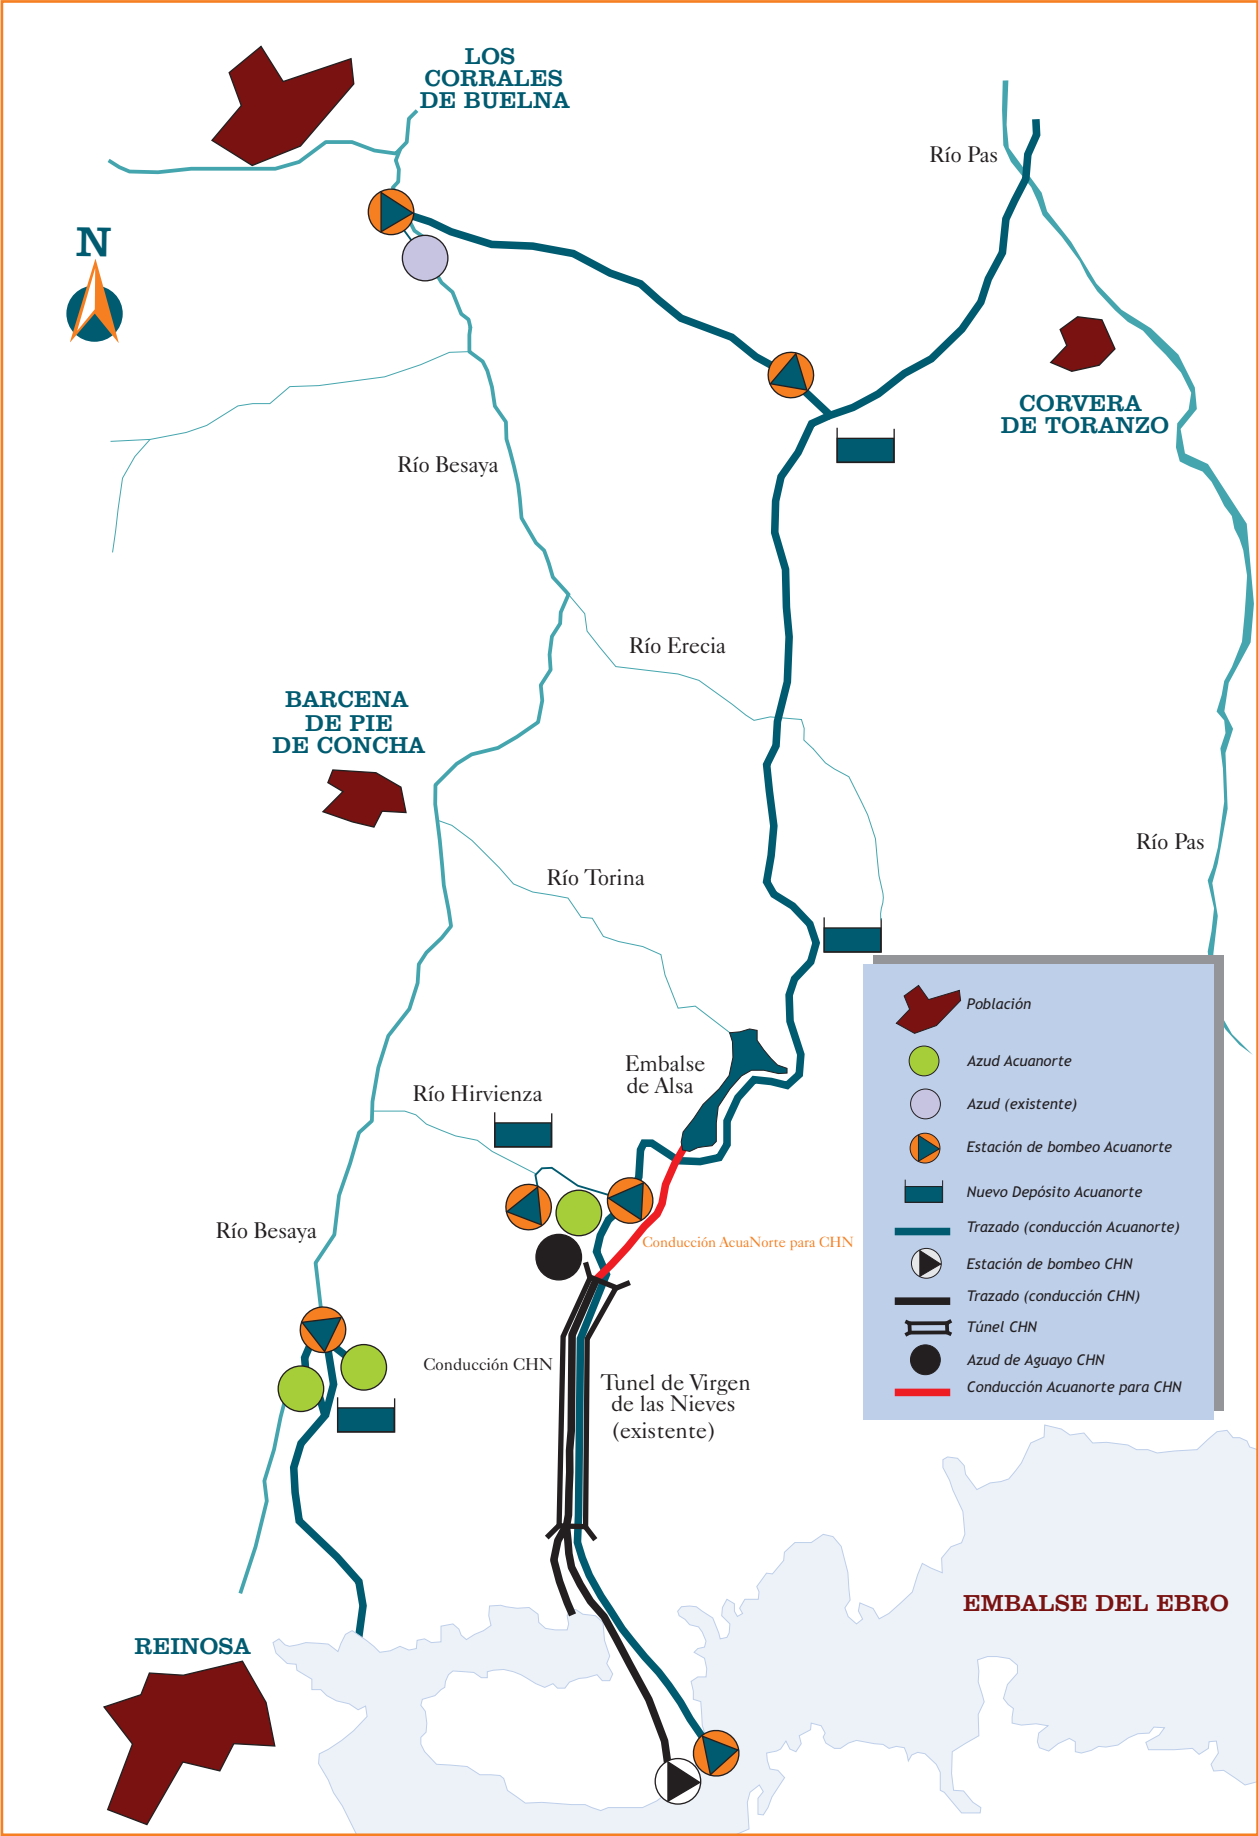 LOS
CORRALES
DE BUELNA
Río Pas
N
CORVERA
DE TORANZO
Río Besaya
Río Erecia
BARCENA
DE PIE
DE CONCHA
Río Pas
Río Torina
Embalse
de Alsa
Río Hirvienza
Río Besaya
Conducción AcuaNorte para CHN
Conducción CHN
Tunel de Virgen
de las Nieves
(existente)
Población
Azud Acuanorte
Azud (existente)
Estación de bombeo Acuanorte
Nuevo Depósito Acuanorte
Trazado (conducción Acuanorte)
Estación de bombeo CHN
Trazado (conducción CHN)
Túnel CHN
Azud de Aguayo CHN
Conducción Acuanorte para CHN
EMBALSE DEL EBRO
REINOSA